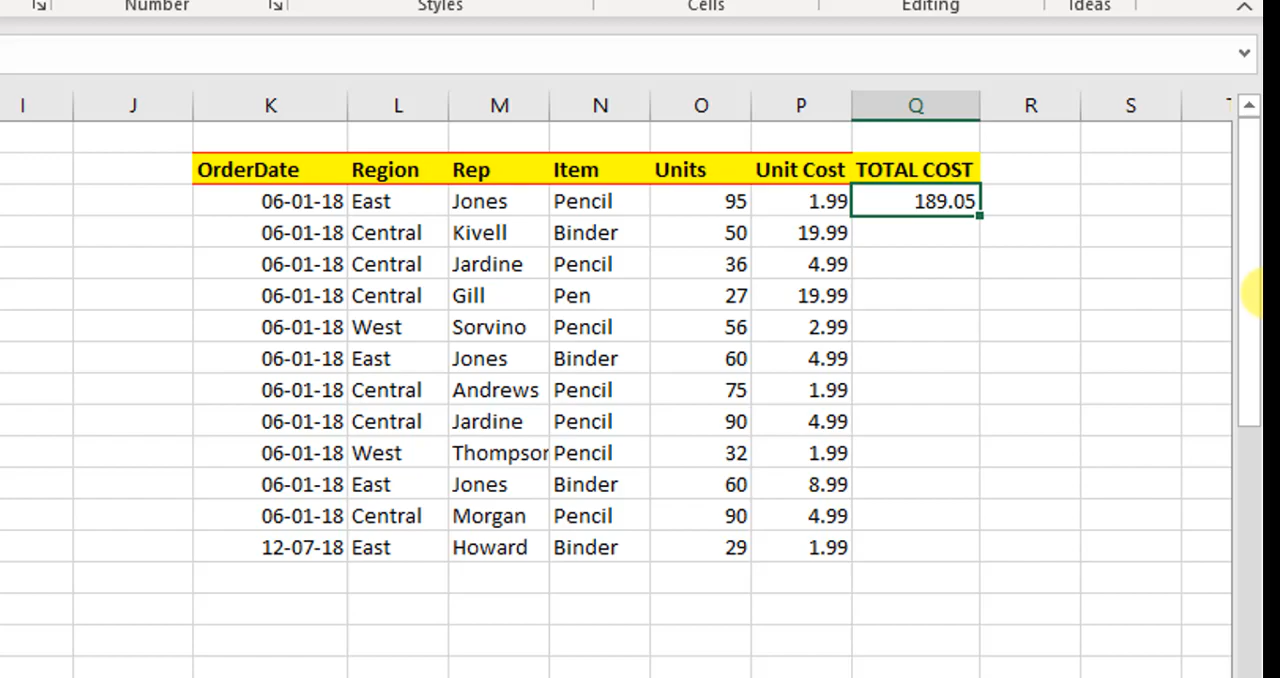 Number Styles Cells Editing Ideas
I J K L M N O P Q R S
OrderDate Region Rep Item Units Unit Cost TOTAL COST
06-01-18 East Jones Pencil 95 1.99 189.05
06-01-18 Central Kivell Binder 50 19.99
06-01-18 Central Jardine Pencil 36 4.99
06-01-18 Central Gill Pen 27 19.99
06-01-18 West Sorvino Pencil 56 2.99
06-01-18 East Jones Binder 60 4.99
06-01-18 Central Andrews Pencil 75 1.99
06-01-18 Central Jardine Pencil 90 4.99
06-01-18 West Thompson Pencil 32 1.99
06-01-18 East Jones Binder 60 8.99
06-01-18 Central Morgan Pencil 90 4.99
12-07-18 East Howard Binder 29 1.99